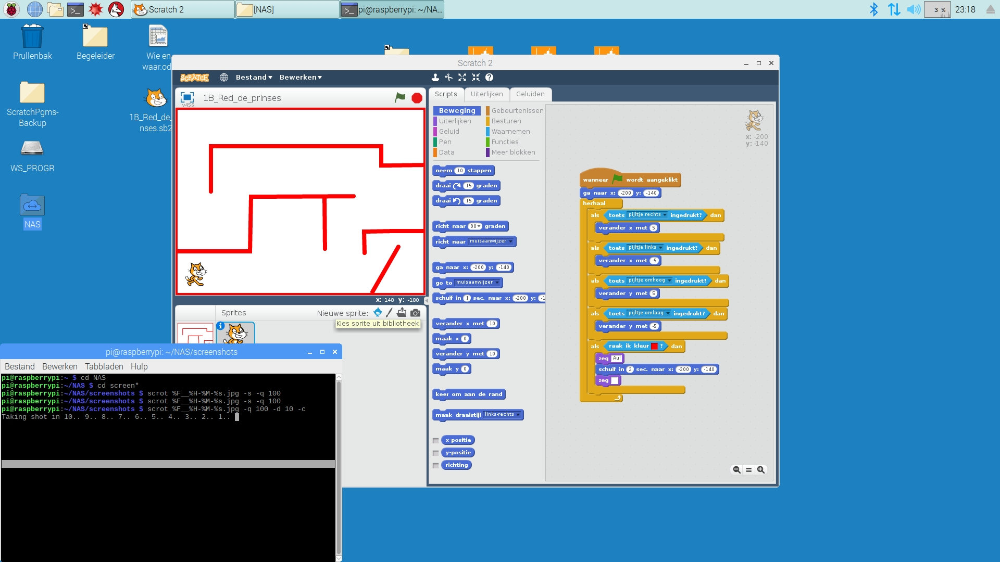 Scratch 2
[NAS]
pi@raspberrypi: ~/NA...
3 %
23:18
Prullenbak
Begeleider
Wie en
waar.od
ScratchPgms-
Backup
1B_Red_de_
nses.sb2
WS_PROGR
NAS
Scratch 2
SCRATCH
Bestand
Bewerken
1B_Red_de_prinses
v456
x: 148 y: -180
Sprites
Nieuwe sprite:
Kies sprite uit bibliotheek
Scripts
Uiterlijken
Geluiden
Beweging
Gebeurtenissen
Uiterlijken
Besturen
Geluid
Waarnemen
Pen
Functies
Data
Meer blokken
neem 10 stappen
draai 15 graden
draai 15 graden
richt naar 90 graden
richt naar muisaanwijzer
ga naar x: -200 y: -140
go to muisaanwijzer
schuif in 1 sec. naar x: -200 y: -1
verander x met 10
maak x 0
verander y met 10
maak y 0
keer om aan de rand
maak draaistijl links-rechts
x-positie
y-positie
richting
x: -200
y: -140
wanneer wordt aangeklikt
ga naar x: -200 y: -140
herhaal
als toets pijltje rechts ingedrukt? dan
verander x met 5
als toets pijltje links ingedrukt? dan
verander x met -5
als toets pijltje omhoog ingedrukt? dan
verander y met 5
als toets pijltje omlaag ingedrukt? dan
verander y met -5
als raak ik kleur ? dan
zeg Au!
schuif in 2 sec. naar x: -200 y: -140
zeg
pi@raspberrypi: ~/NAS/screenshots
Bestand Bewerken Tabbladen Hulp
pi@raspberrypi:~ $ cd NAS
pi@raspberrypi:~/NAS $ cd screen*
pi@raspberrypi:~/NAS/screenshots $ scrot %F__%H-%M-%s.jpg -s -q 100
pi@raspberrypi:~/NAS/screenshots $ scrot %F__%H-%M-%s.jpg -s -q 100
pi@raspberrypi:~/NAS/screenshots $ scrot %F__%H-%M-%s.jpg -q 100 -d 10 -c
Taking shot in 10.. 9.. 8.. 7.. 6.. 5.. 4.. 3.. 2.. 1..